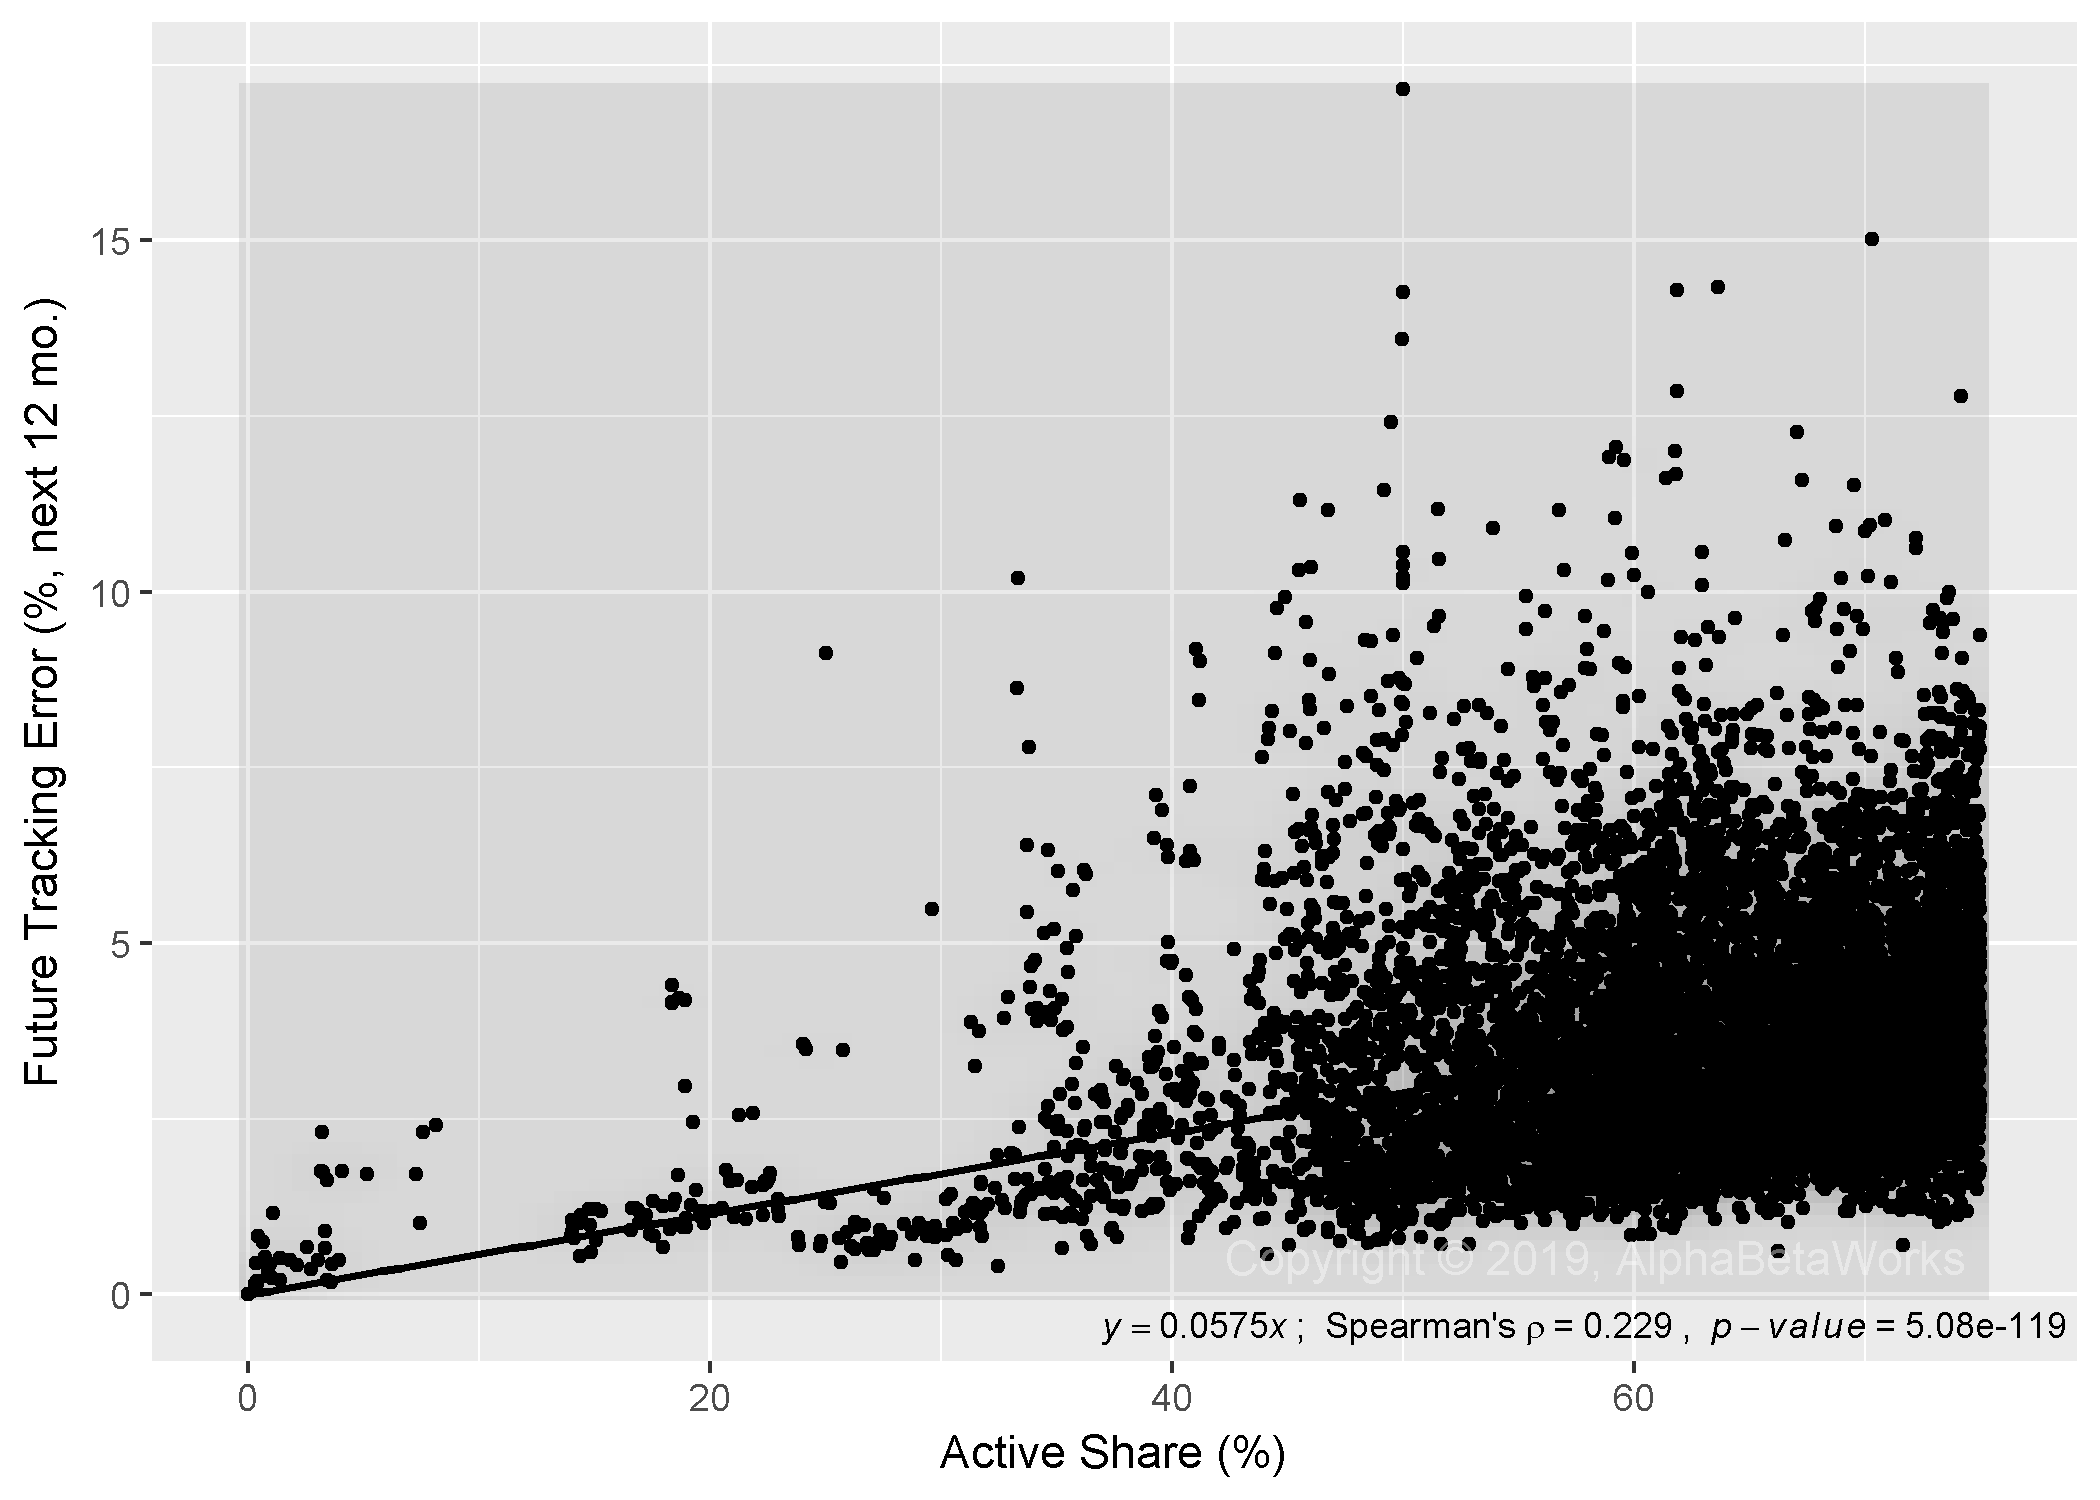 Future Tracking Error (%, next 12 mo.)
15
10
5
0
Copyright © 2019, AlphaBetaWorks
y = 0.0575x ; Spearman's ρ = 0.229 , p − value = 5.08e-119
0 20 40 60
Active Share (%)